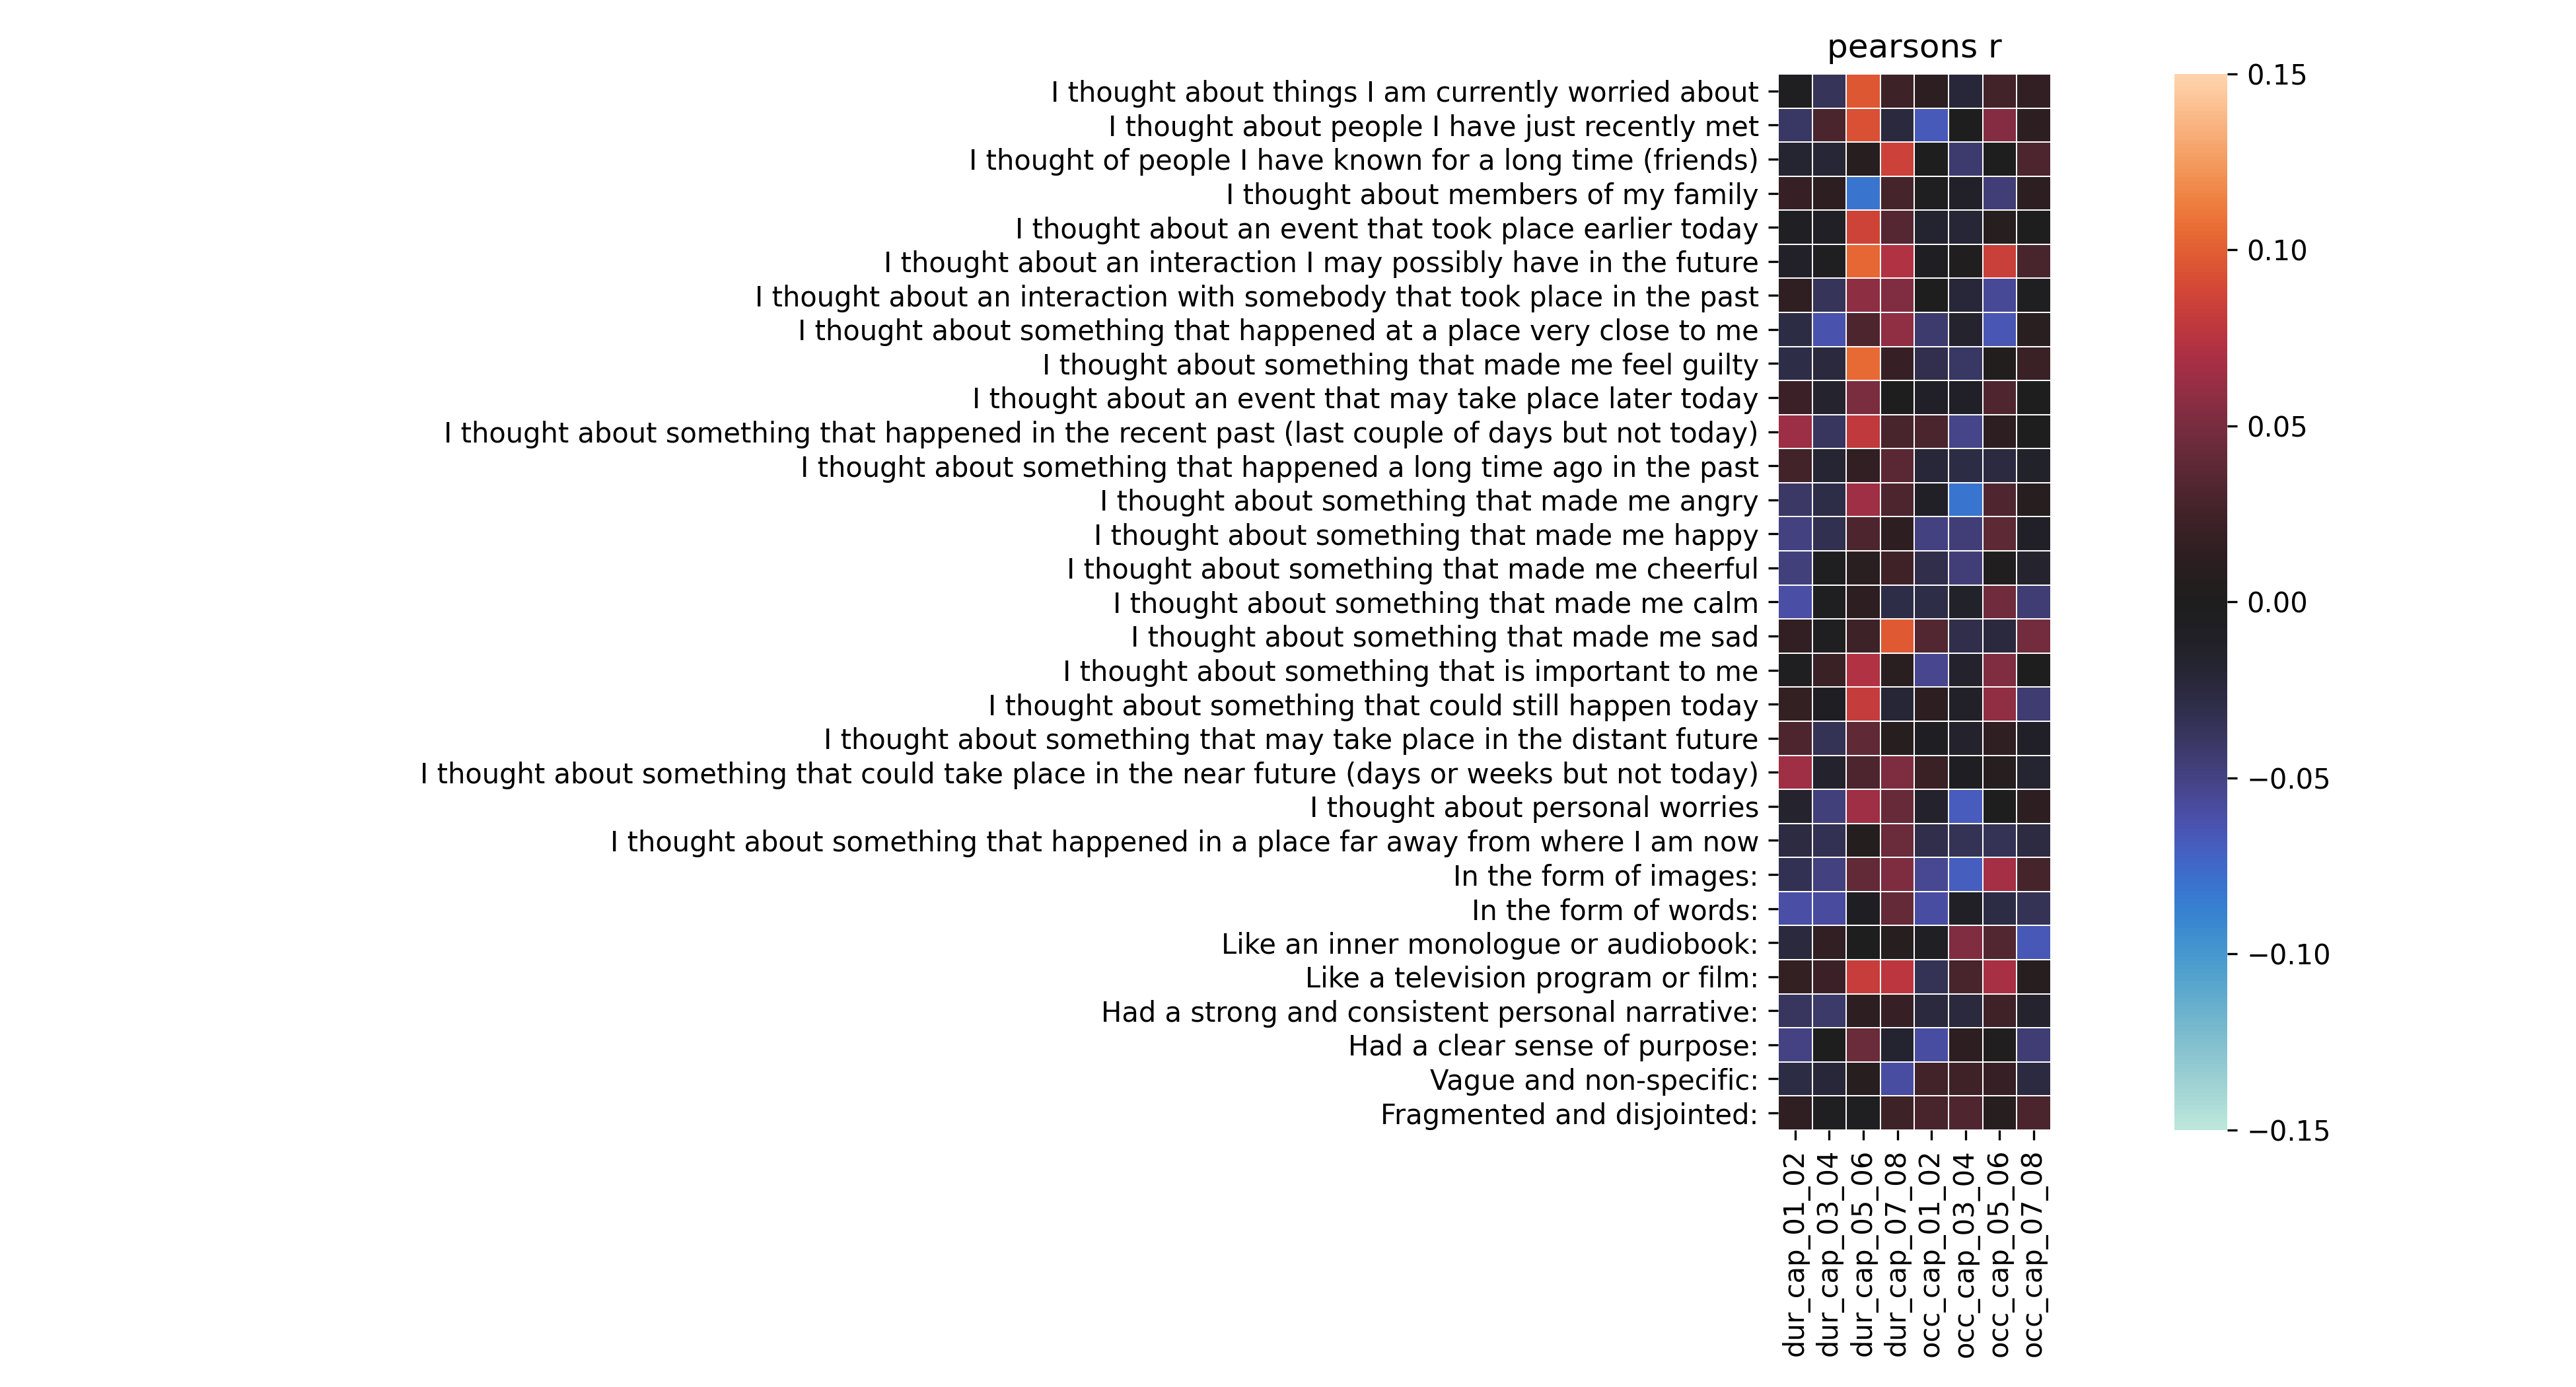 pearsons r
I thought about things I am currently worried about
I thought about people I have just recently met
I thought of people I have known for a long time (friends)
I thought about members of my family
I thought about an event that took place earlier today
I thought about an interaction I may possibly have in the future
I thought about an interaction with somebody that took place in the past
I thought about something that happened at a place very close to me
I thought about something that made me feel guilty
I thought about an event that may take place later today
I thought about something that happened in the recent past (last couple of days but not today)
I thought about something that happened a long time ago in the past
I thought about something that made me angry
I thought about something that made me happy
I thought about something that made me cheerful
I thought about something that made me calm
I thought about something that made me sad
I thought about something that is important to me
I thought about something that could still happen today
I thought about something that may take place in the distant future
I thought about something that could take place in the near future (days or weeks but not today)
I thought about personal worries
I thought about something that happened in a place far away from where I am now
In the form of images:
In the form of words:
Like an inner monologue or audiobook:
Like a television program or film:
Had a strong and consistent personal narrative:
Had a clear sense of purpose:
Vague and non-specific:
Fragmented and disjointed:
dur_cap_01_02
dur_cap_03_04
dur_cap_05_06
dur_cap_07_08
occ_cap_01_02
occ_cap_03_04
occ_cap_05_06
occ_cap_07_08
0.15
0.10
0.05
0.00
−0.05
−0.10
−0.15